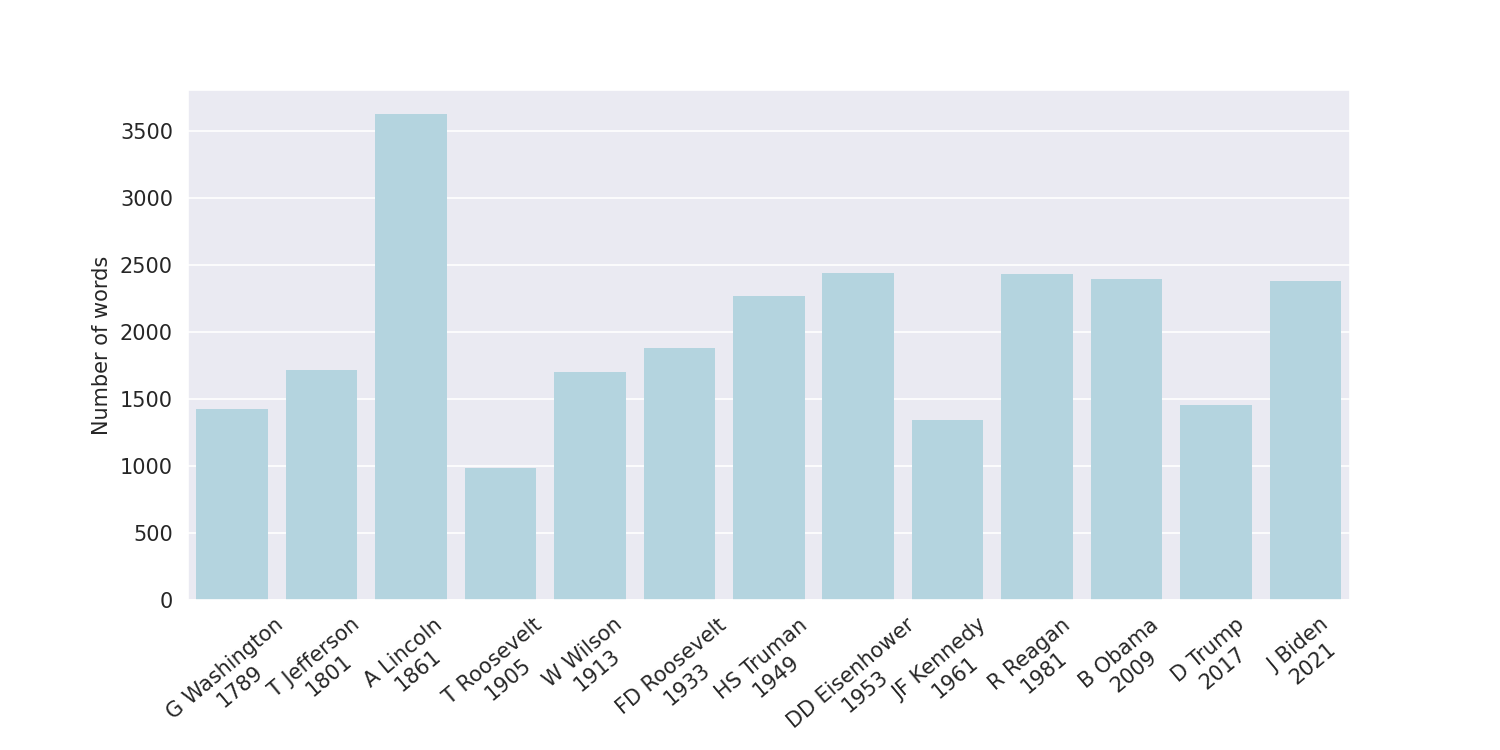 3500
3000
2500
2000
1500
1000
500
0
Number of words
G Washington
1789
T Jefferson
1801
A Lincoln
1861
T Roosevelt
1905
W Wilson
1913
FD Roosevelt
1933
HS Truman
1949
DD Eisenhower
1953
JF Kennedy
1961
R Reagan
1981
B Obama
2009
D Trump
2017
J Biden
2021